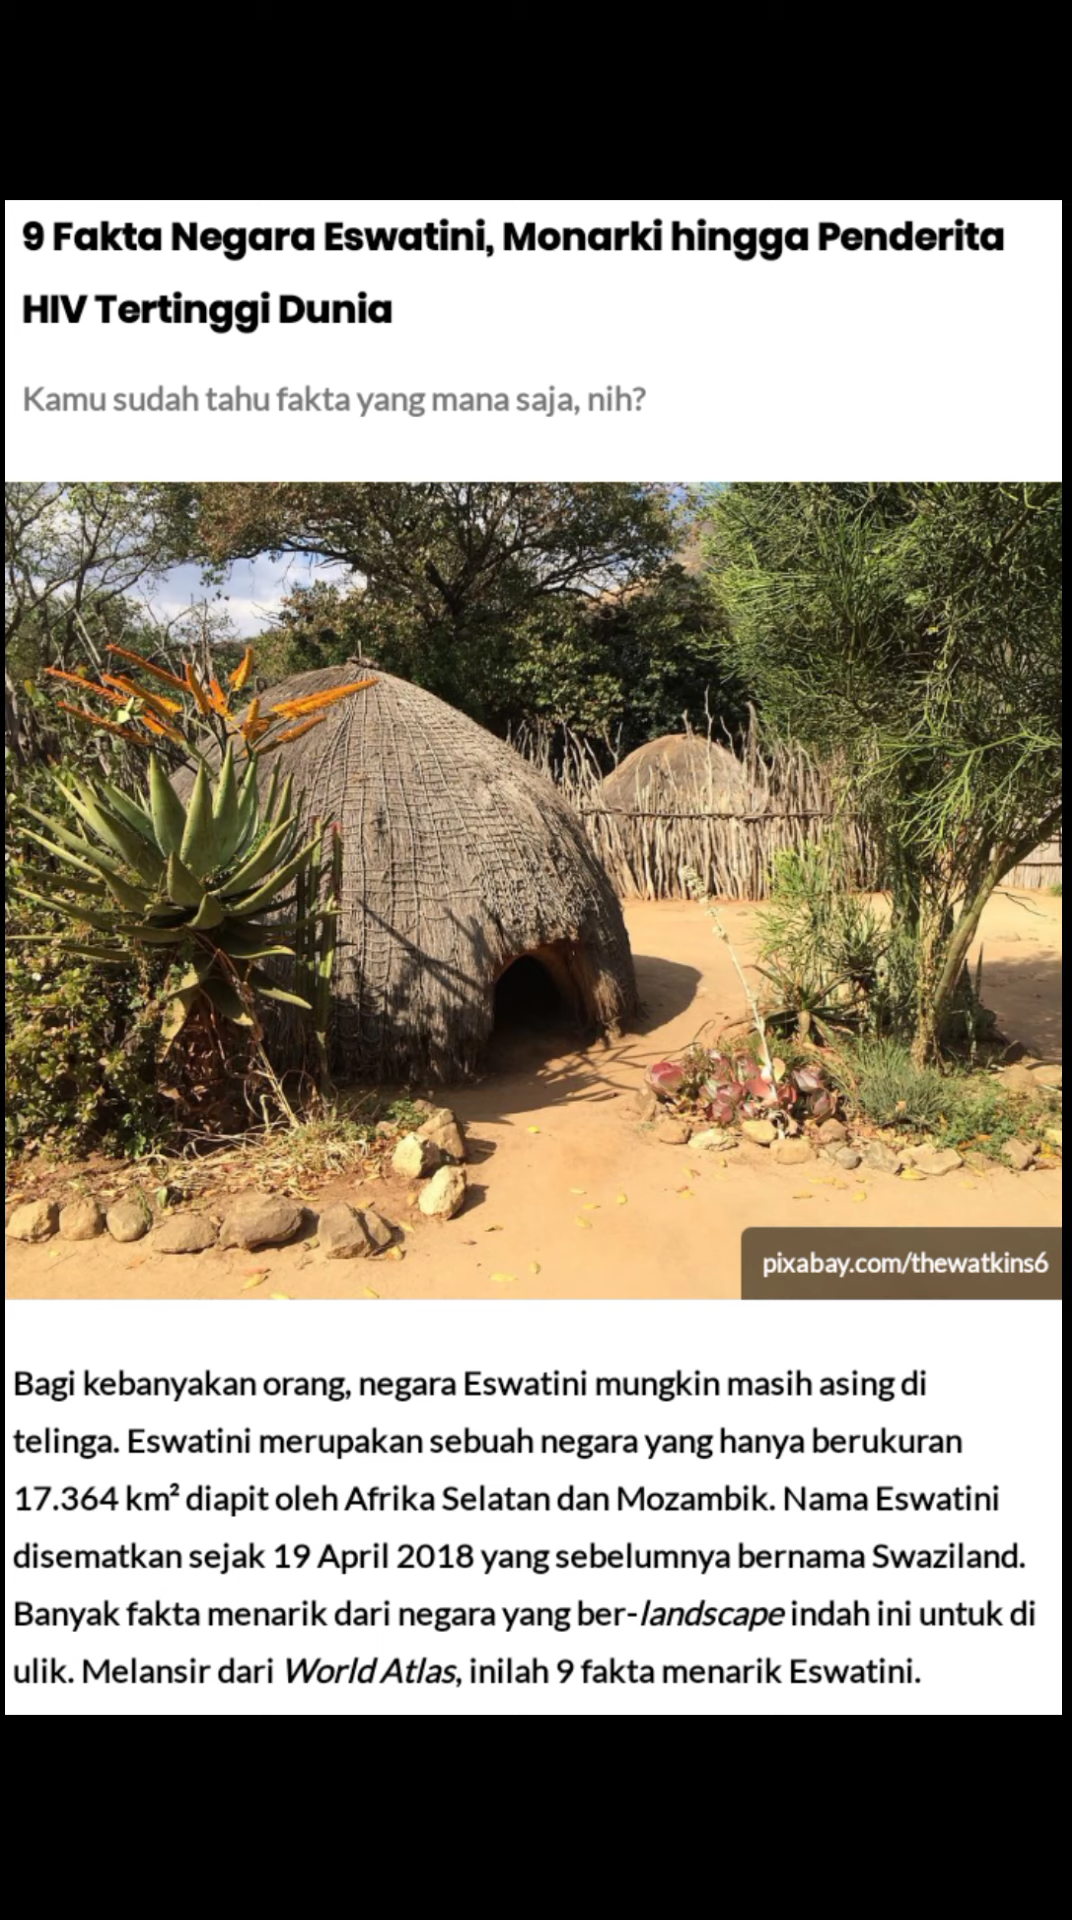 9 Fakta Negara Eswatini, Monarki hingga Penderita
HIV Tertinggi Dunia
Kamu sudah tahu fakta yang mana saja, nih?
pixabay.com/thewatkins6
Bagi kebanyakan orang, negara Eswatini mungkin masih asing di
telinga. Eswatini merupakan sebuah negara yang hanya berukuran
17.364 km² diapit oleh Afrika Selatan dan Mozambik. Nama Eswatini
disematkan sejak 19 April 2018 yang sebelumnya bernama Swaziland.
Banyak fakta menarik dari negara yang ber-landscape indah ini untuk di
ulik. Melansir dari World Atlas, inilah 9 fakta menarik Eswatini.